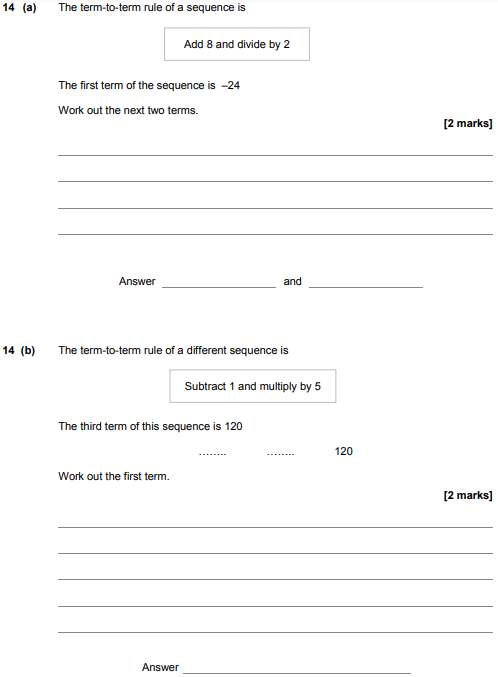 14 (a) The term-to-term rule of a sequence is
Add 8 and divide by 2
The first term of the sequence is –24
Work out the next two terms.
[2 marks]
Answer and
14 (b) The term-to-term rule of a different sequence is
Subtract 1 and multiply by 5
The third term of this sequence is 120
........ ........ 120
Work out the first term.
[2 marks]
Answer